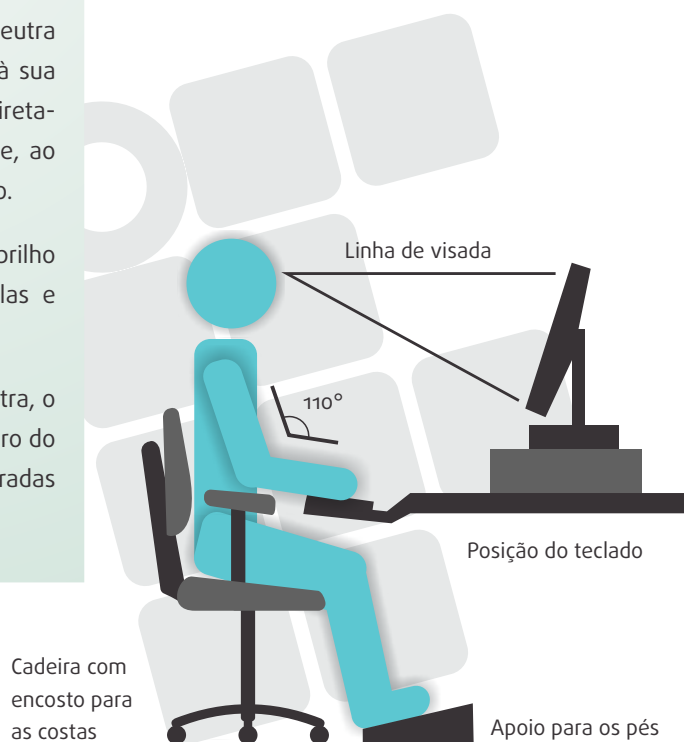 eutra
à sua
ireta-
e, ao
o.
brilho
las e
tra, o
ro do
radas
Linha de visada
110°
Posição do teclado
Cadeira com
encosto para
as costas
Apoio para os pés